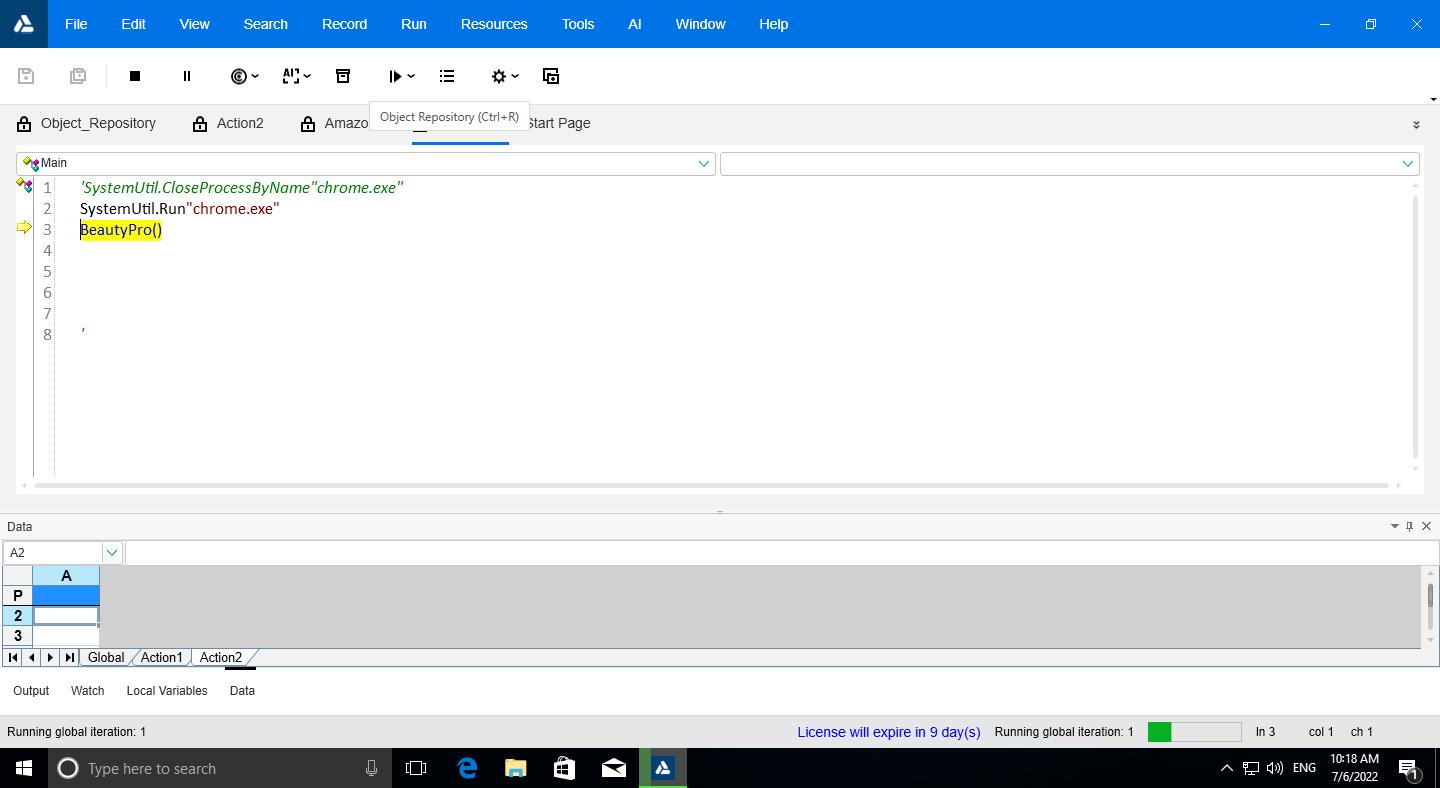 File Edit View Search Record Run Resources Tools AI Window Help
Object Repository (Ctrl+R)
Object_Repository Action2 Amazo Start Page
Main
1 'SystemUtil.CloseProcessByName"chrome.exe"
2 SystemUtil.Run"chrome.exe"
3 BeautyPro()
4
5
6
7
8 '
Data
A2
A
P
2
3
Global Action1 Action2
Output Watch Local Variables Data
Running global iteration: 1 License will expire in 9 day(s) Running global iteration: 1 ln 3 col 1 ch 1
Type here to search ENG 10:18 AM
7/6/2022
1